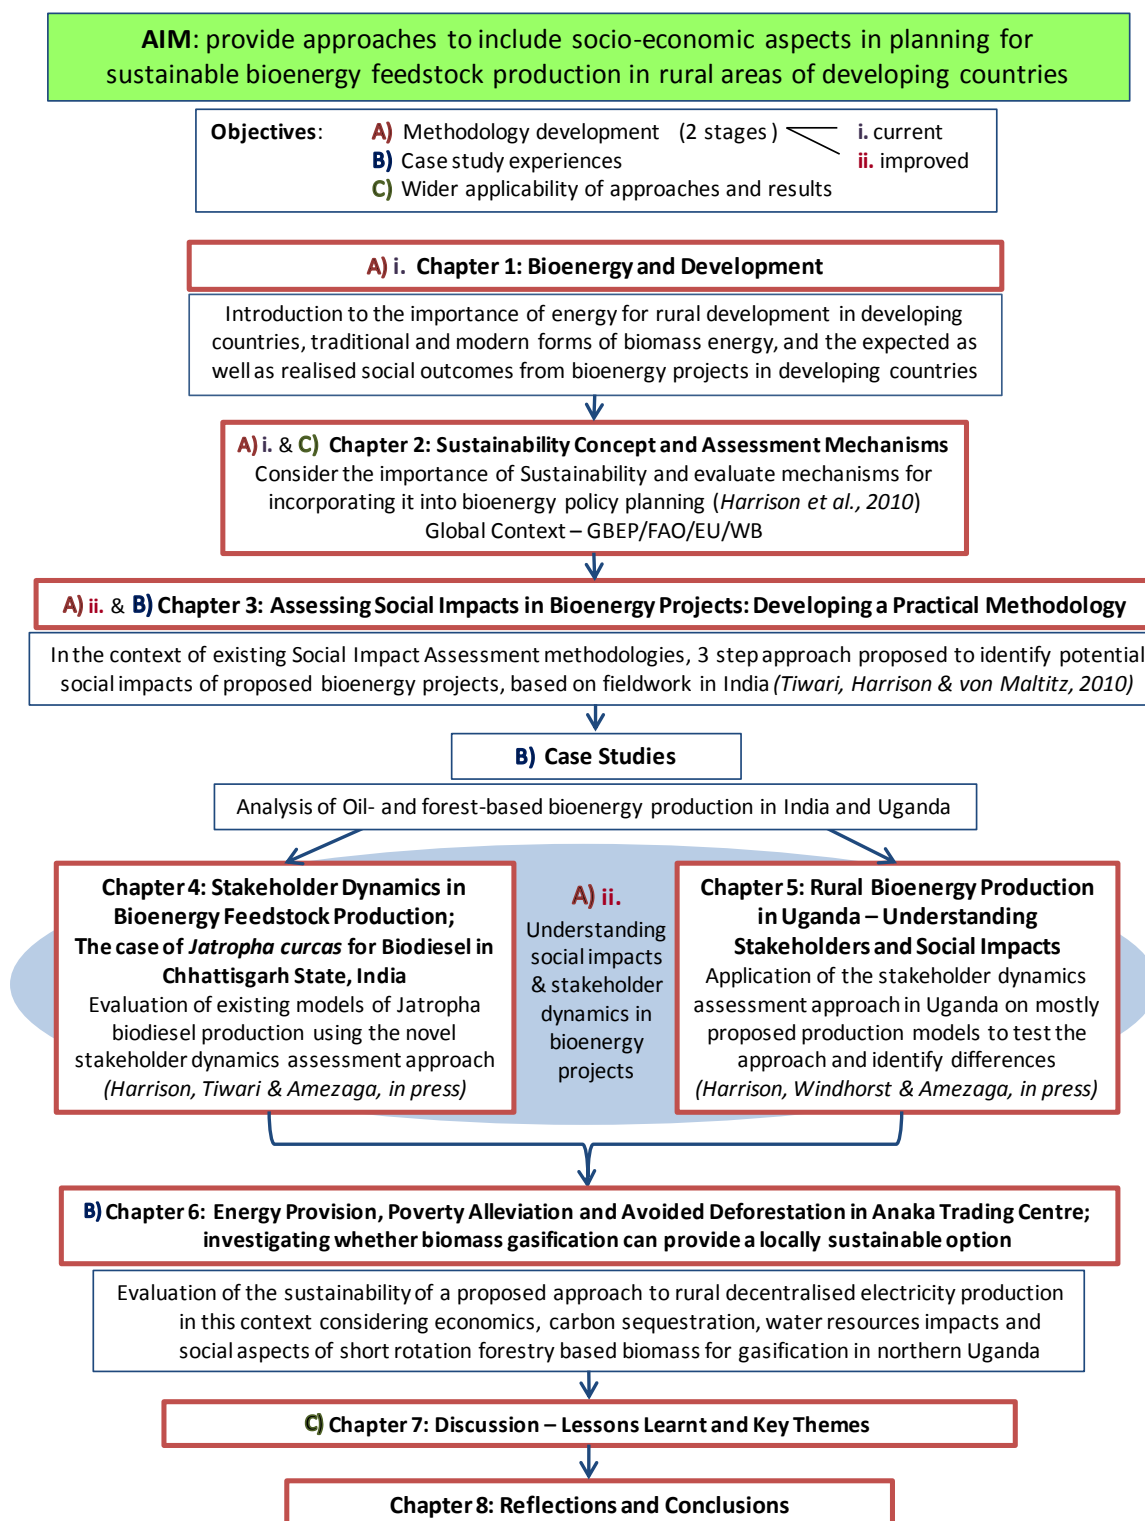 AIM: provide approaches to include socio-economic aspects in planning for
sustainable bioenergy feedstock production in rural areas of developing countries
Objectives: A) Methodology development (2 stages) i. current
B) Case study experiences ii. improved
C) Wider applicability of approaches and results
A) i. Chapter 1: Bioenergy and Development
Introduction to the importance of energy for rural development in developing
countries, traditional and modern forms of biomass energy, and the expected as
well as realised social outcomes from bioenergy projects in developing countries
A) i. & C) Chapter 2: Sustainability Concept and Assessment Mechanisms
Consider the importance of Sustainability and evaluate mechanisms for
incorporating it into bioenergy policy planning (Harrison et al., 2010)
Global Context – GBEP/FAO/EU/WB
A) ii. & B) Chapter 3: Assessing Social Impacts in Bioenergy Projects: Developing a Practical Methodology
In the context of existing Social Impact Assessment methodologies, 3 step approach proposed to identify potential
social impacts of proposed bioenergy projects, based on fieldwork in India (Tiwari, Harrison & von Maltitz, 2010)
B) Case Studies
Analysis of Oil- and forest-based bioenergy production in India and Uganda
Chapter 4: Stakeholder Dynamics in
Bioenergy Feedstock Production;
The case of Jatropha curcas for Biodiesel in
Chhattisgarh State, India
Evaluation of existing models of Jatropha
biodiesel production using the novel
stakeholder dynamics assessment approach
(Harrison, Tiwari & Amezaga, in press)
A) ii.
Understanding
social impacts
& stakeholder
dynamics in
bioenergy
projects
Chapter 5: Rural Bioenergy Production
in Uganda – Understanding
Stakeholders and Social Impacts
Application of the stakeholder dynamics
assessment approach in Uganda on mostly
proposed production models to test the
approach and identify differences
(Harrison, Windhorst & Amezaga, in press)
B) Chapter 6: Energy Provision, Poverty Alleviation and Avoided Deforestation in Anaka Trading Centre;
investigating whether biomass gasification can provide a locally sustainable option
Evaluation of the sustainability of a proposed approach to rural decentralised electricity production
in this context considering economics, carbon sequestration, water resources impacts and
social aspects of short rotation forestry based biomass for gasification in northern Uganda
C) Chapter 7: Discussion – Lessons Learnt and Key Themes
Chapter 8: Reflections and Conclusions